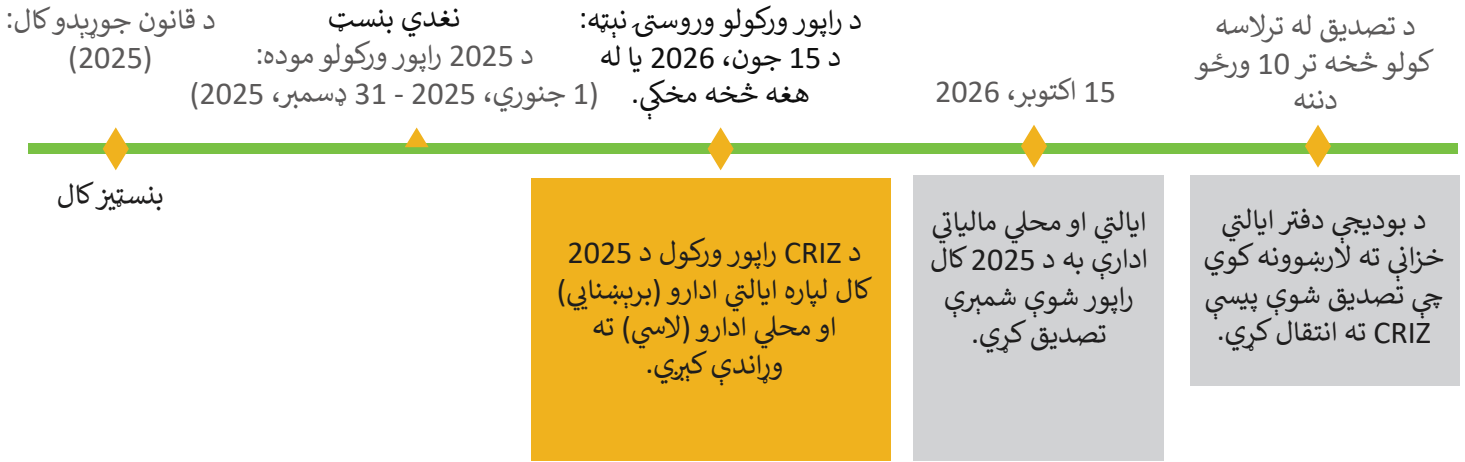 د قانون جوړېدو کال:
(2025)
بنسټیز کال
نغدي بنسټ
د 2025 راپور ورکولو موده:
(1 جنوري، 2025 - 31 ډسمبر، 2025)
د راپور ورکولو وروستۍ نېټه:
د 15 جون، 2026 یا له
هغه څخه مخکې.
د CRIZ راپور ورکول د 2025
کال لپاره ایالتي ادارو (برېښنایي)
او محلي ادارو (لاسي) ته
وړاندې کېږي.
15 اکتوبر، 2026
ایالتي او محلي مالیاتي
ادارې به د 2025 کال
راپور شوې شمېرې
تصدیق کړي.
د تصدیق له ترلاسه
کولو څخه تر 10 ورځو
دننه
د بودیجې دفتر ایالتي
خزانې ته لارښوونه کوي
چې تصدیق شوې پیسې
CRIZ ته انتقال کړي.